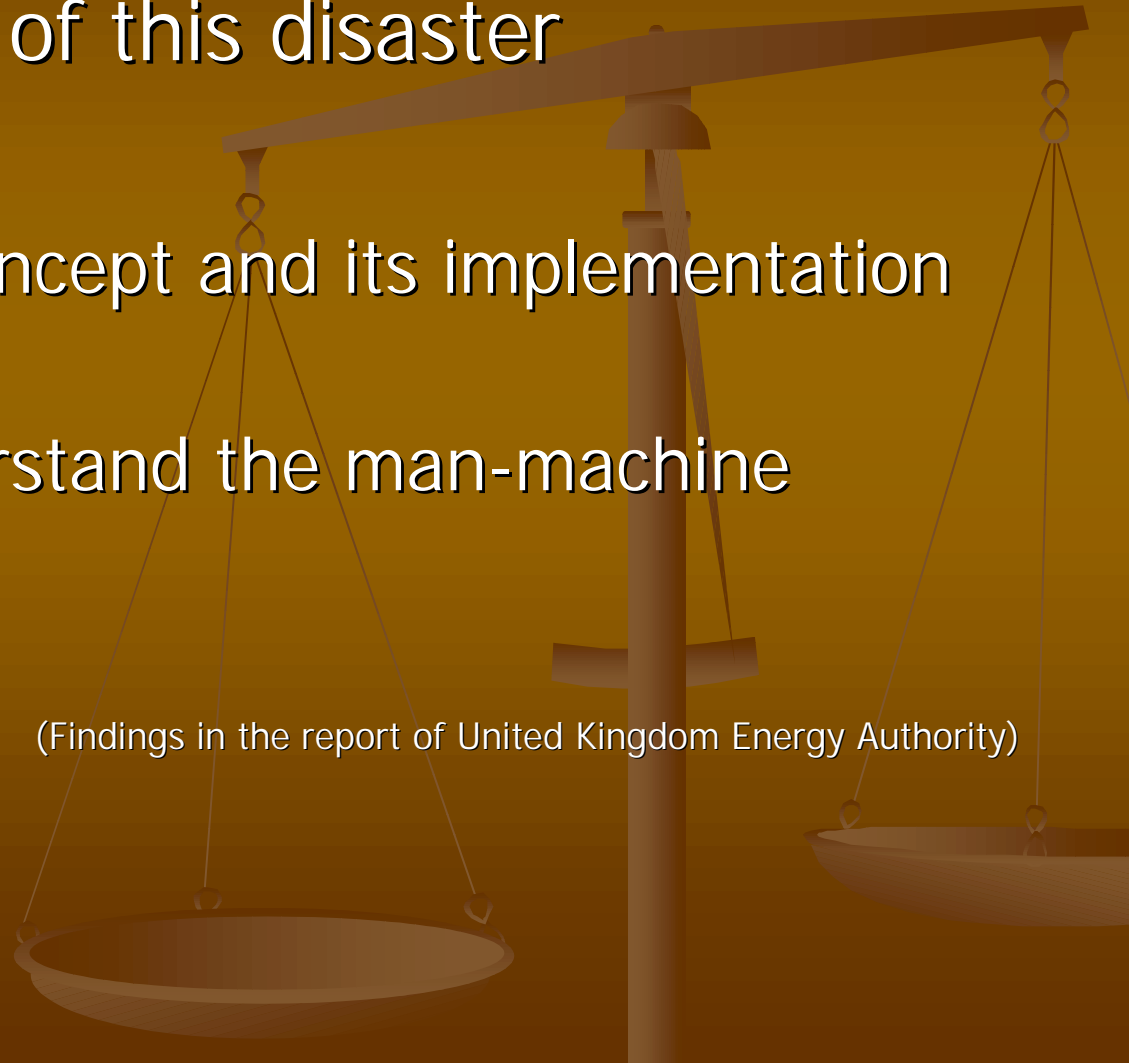 of this disaster
ncept and its implementation
rstand the man-machine
(Findings in the report of United Kingdom Energy Authority)